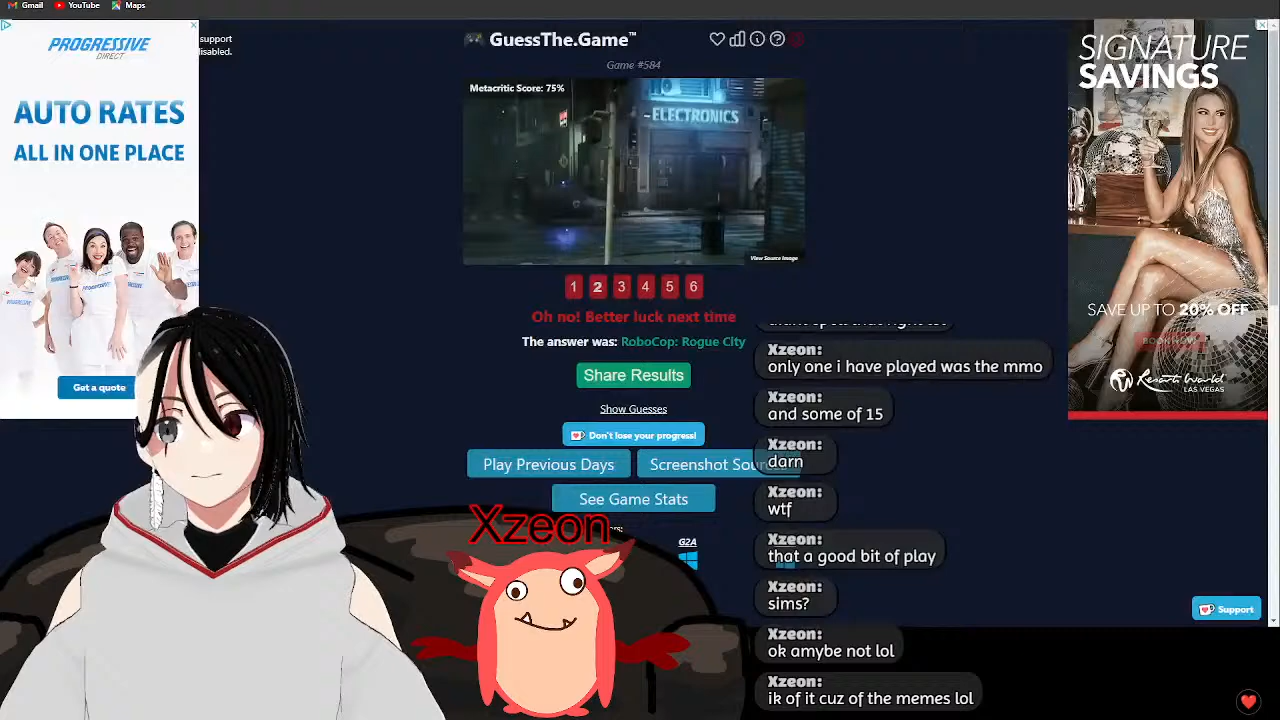 Gmail
YouTube
Maps
PROGRESSIVE
DIRECT
AUTO RATES
ALL IN ONE PLACE
Get a quote
support
isabled.
GuessThe.Game™
Game #584
Metacritic Score: 75%
-ELECTRONICS
View Source Image
1 2 3 4 5 6
Oh no! Better luck next time
The answer was: RoboCop: Rogue City
Share Results
Show Guesses
Don't lose your progress!
Play Previous Days
Screenshot Sou
See Game Stats
G2A
Xzeon
Xzeon:
only one i have played was the mmo
Xzeon:
and some of 15
Xzeon:
darn
Xzeon:
wtf
Xzeon:
that a good bit of play
Xzeon:
sims?
Xzeon:
ok amybe not lol
Xzeon:
ik of it cuz of the memes lol
SIGNATURE
SAVINGS
SAVE UP TO 20% OFF
BOOK NOW
Resorts World
LAS VEGAS
Support